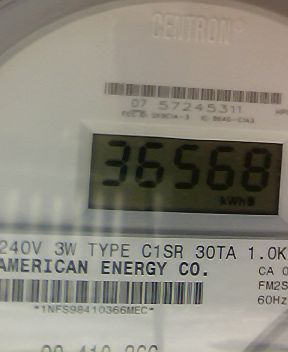 CENTRON®
07 57245311
36568
kWh
240V 3W TYPE C1SR 30TA 1.0K
AMERICAN ENERGY CO.
CA 0
FM2S
60Hz
*1NFS98410366MEC*